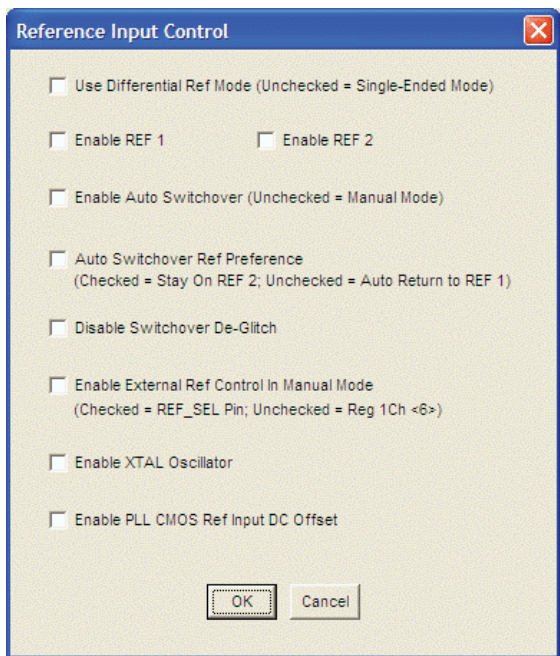 Reference Input Control
Use Differential Ref Mode (Unchecked = Single-Ended Mode)
Enable REF 1 Enable REF 2
Enable Auto Switchover (Unchecked = Manual Mode)
Auto Switchover Ref Preference
(Checked = Stay On REF 2; Unchecked = Auto Return to REF 1)
Disable Switchover De-Glitch
Enable External Ref Control In Manual Mode
(Checked = REF_SEL Pin; Unchecked = Reg 1Ch <6>)
Enable XTAL Oscillator
Enable PLL CMOS Ref Input DC Offset
OK Cancel